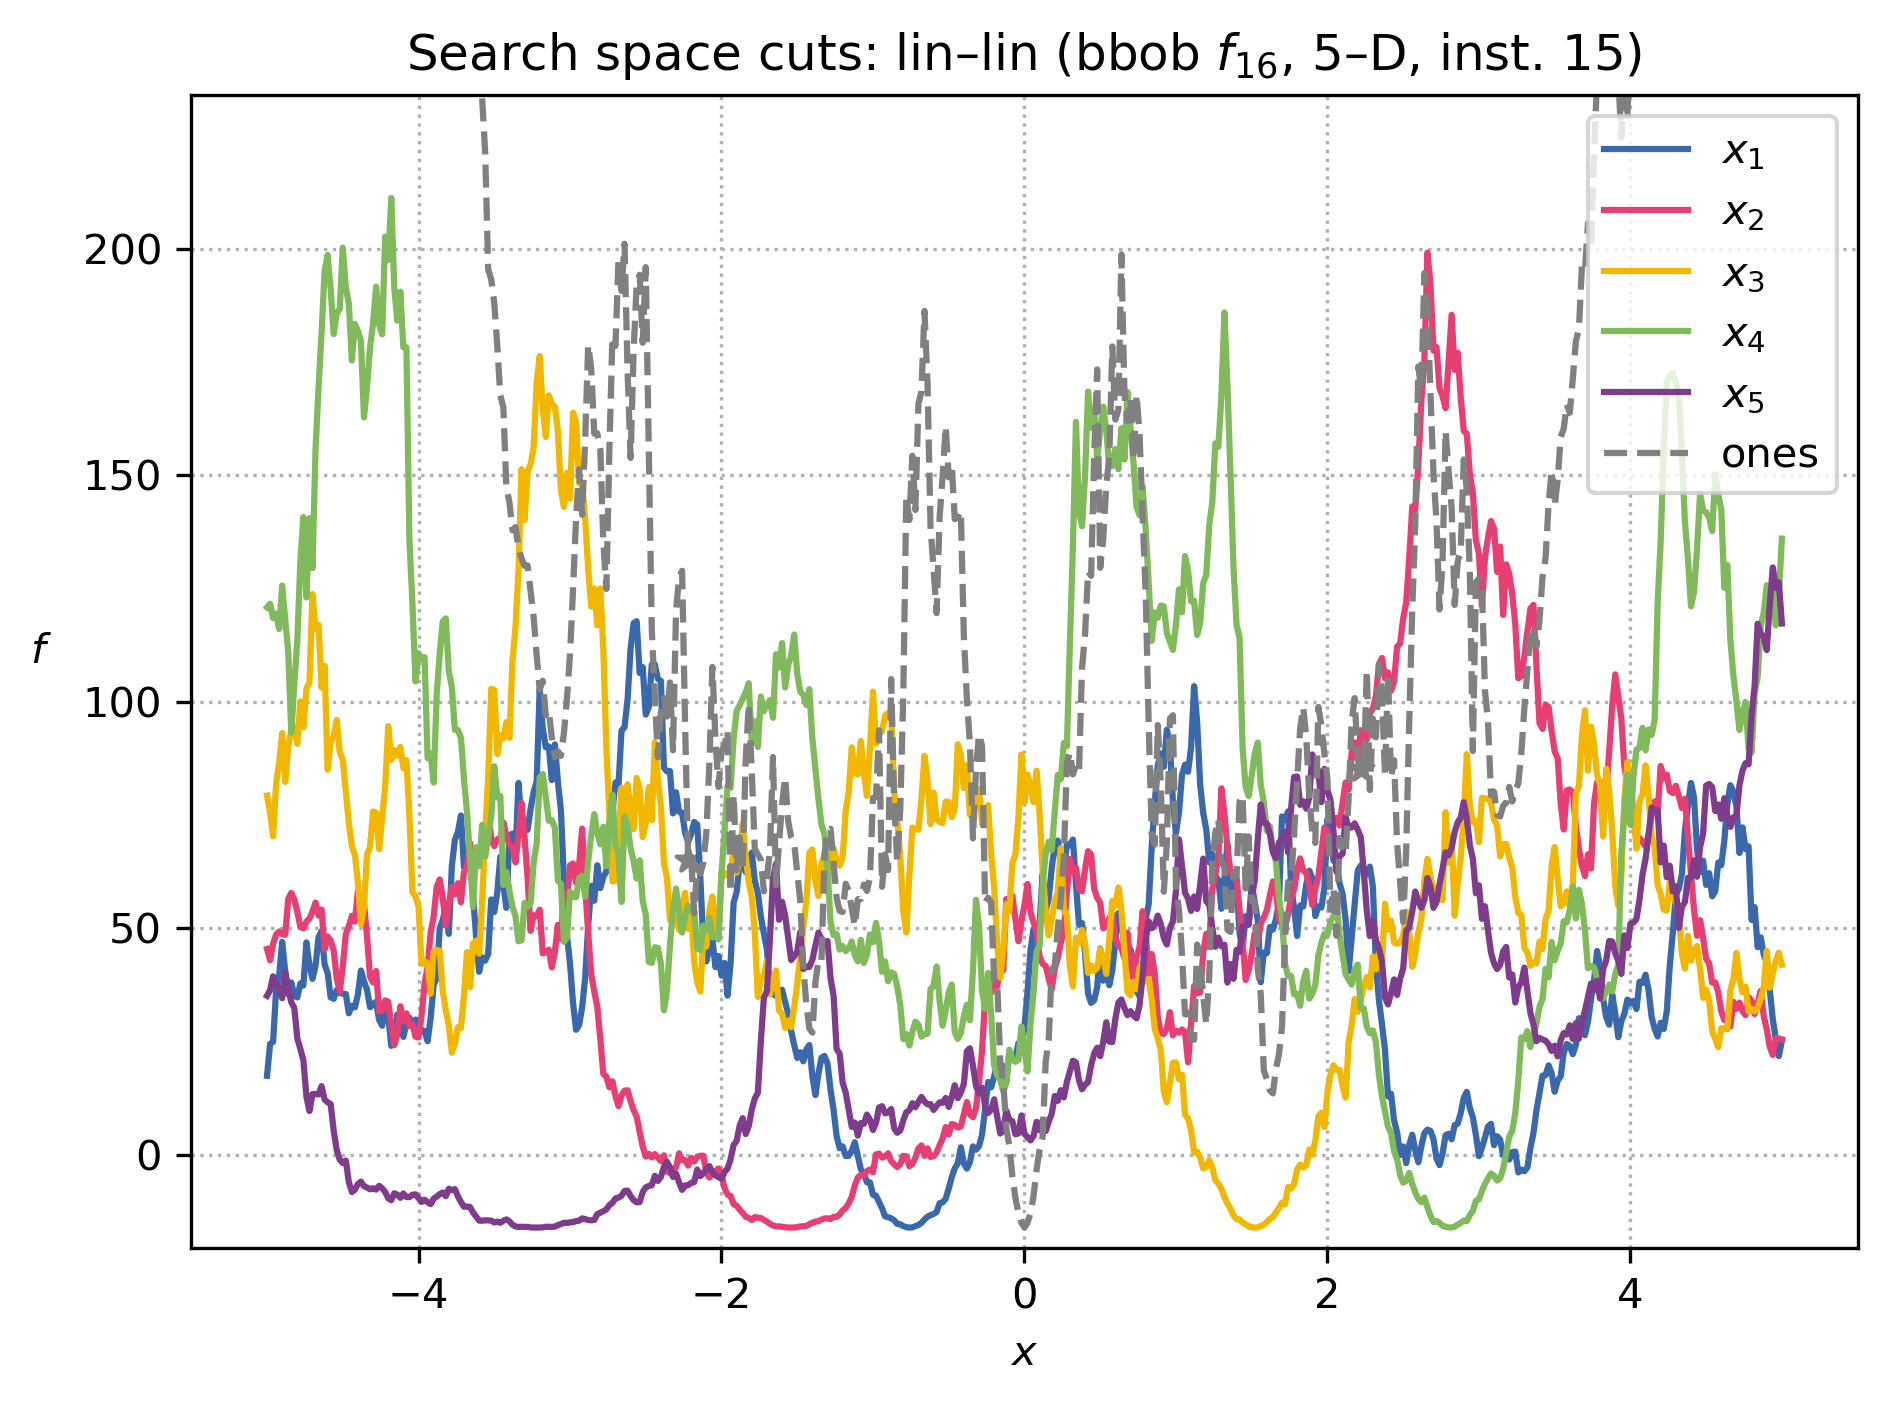 Search space cuts: lin–lin (bbob f16, 5–D, inst. 15)
x1
x2
x3
x4
x5
ones
200
150
100
50
0
f
−4
−2
0
2
4
x